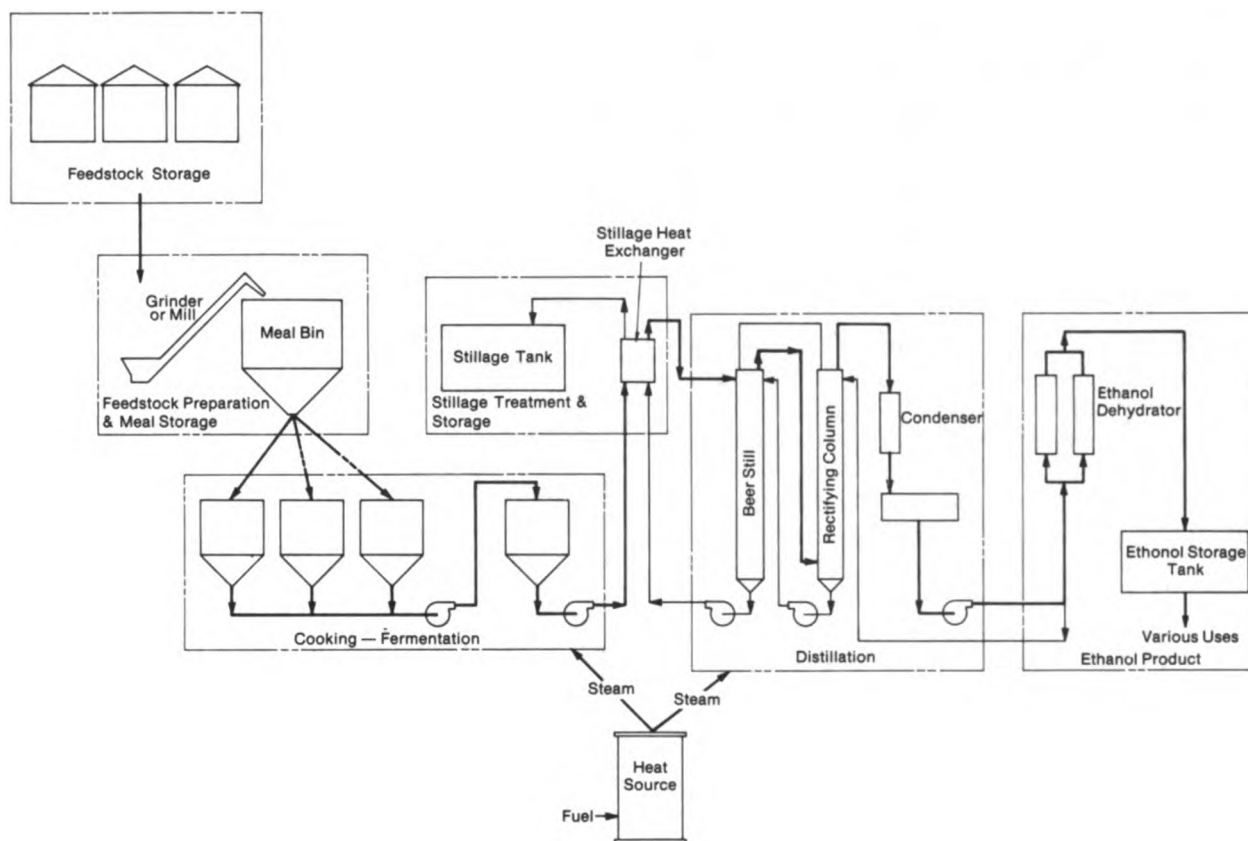 Feedstock Storage
Grinder
or Mill
Meal Bin
Feedstock Preparation
& Meal Storage
Stillage Heat
Exchanger
Stillage Tank
Stillage Treatment &
Storage
Cooking — Fermentation
Beer Still
Rectifying Column
Condenser
Distillation
Ethanol
Dehydrator
Ethonol Storage
Tank
Various Uses
Ethanol Product
Steam
Steam
Heat
Source
Fuel